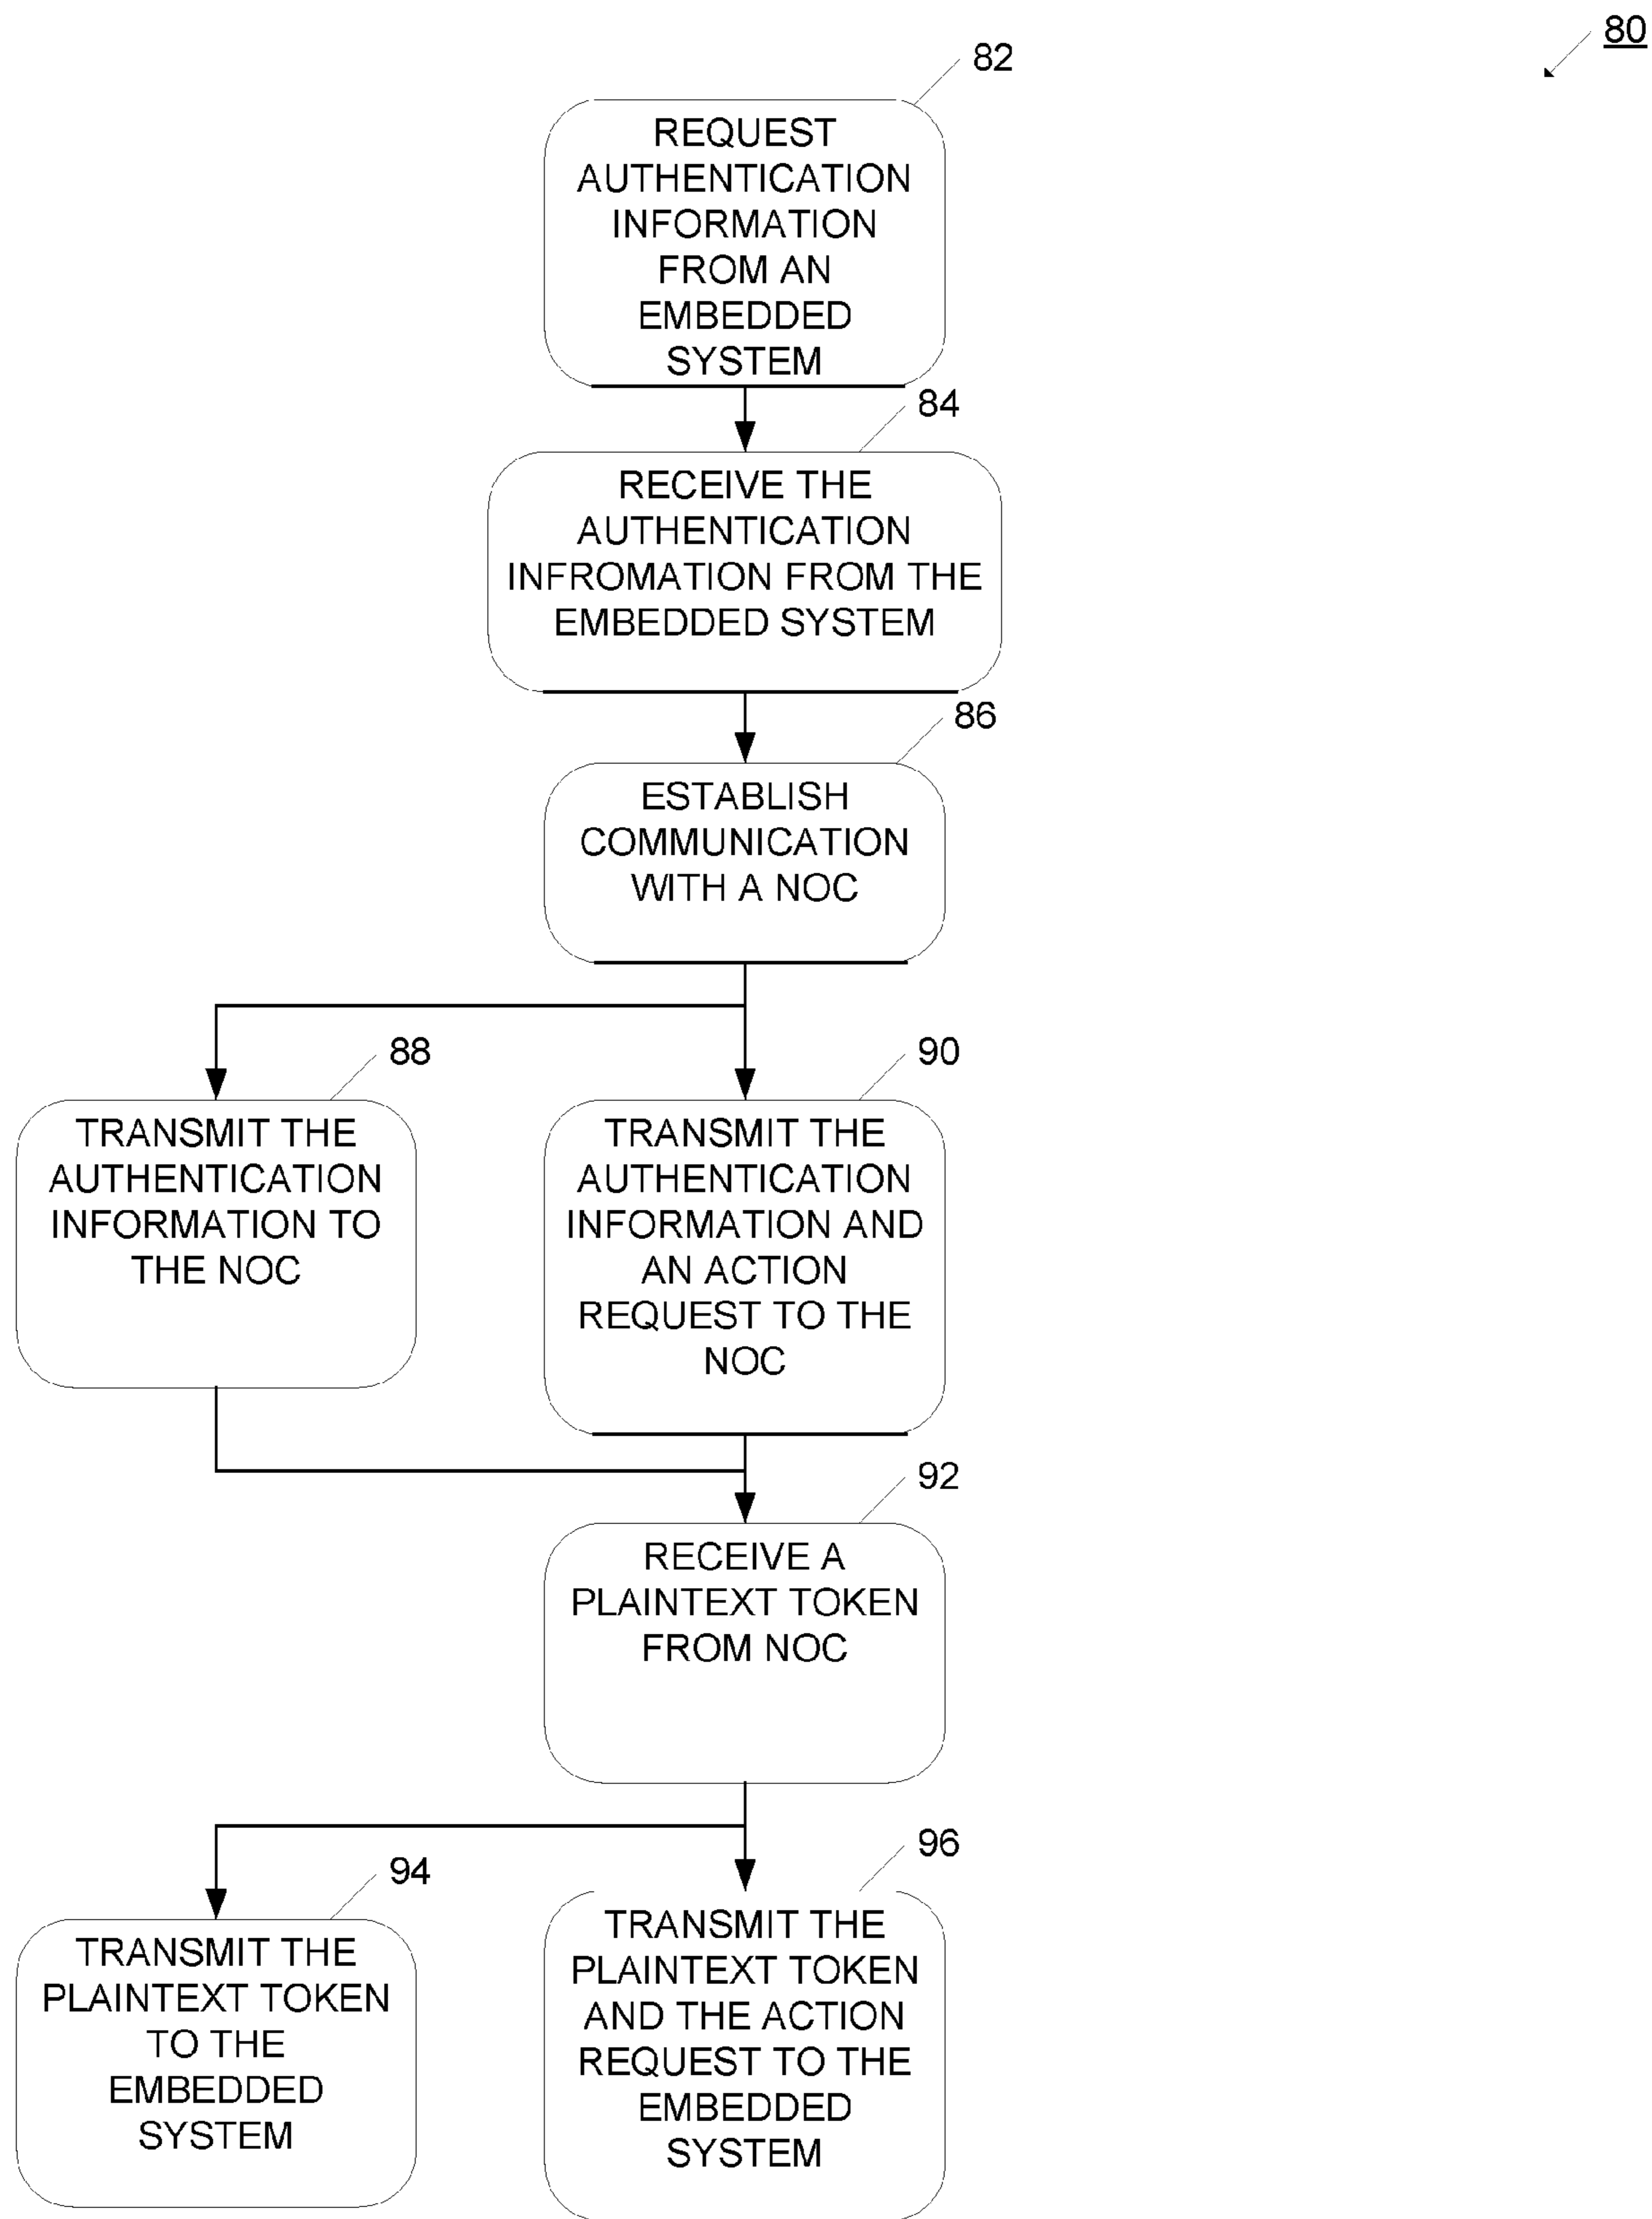 80
82
REQUEST
AUTHENTICATION
INFORMATION
FROM AN
EMBEDDED
SYSTEM
84
RECEIVE THE
AUTHENTICATION
INFROMATION FROM THE
EMBEDDED SYSTEM
86
ESTABLISH
COMMUNICATION
WITH A NOC
88
TRANSMIT THE
AUTHENTICATION
INFORMATION TO
THE NOC
90
TRANSMIT THE
AUTHENTICATION
INFORMATION AND
AN ACTION
REQUEST TO THE
NOC
92
RECEIVE A
PLAINTEXT TOKEN
FROM NOC
94
TRANSMIT THE
PLAINTEXT TOKEN
TO THE
EMBEDDED
SYSTEM
96
TRANSMIT THE
PLAINTEXT TOKEN
AND THE ACTION
REQUEST TO THE
EMBEDDED
SYSTEM